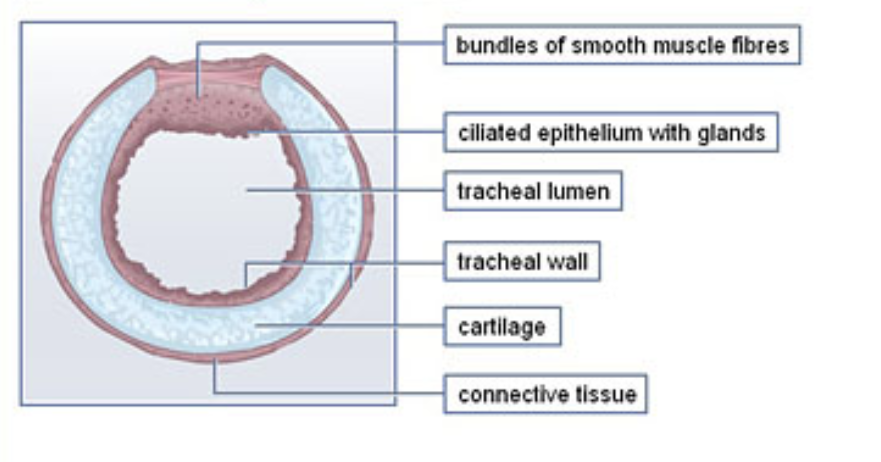 bundles of smooth muscle fibres
ciliated epithelium with glands
tracheal lumen
tracheal wall
cartilage
connective tissue